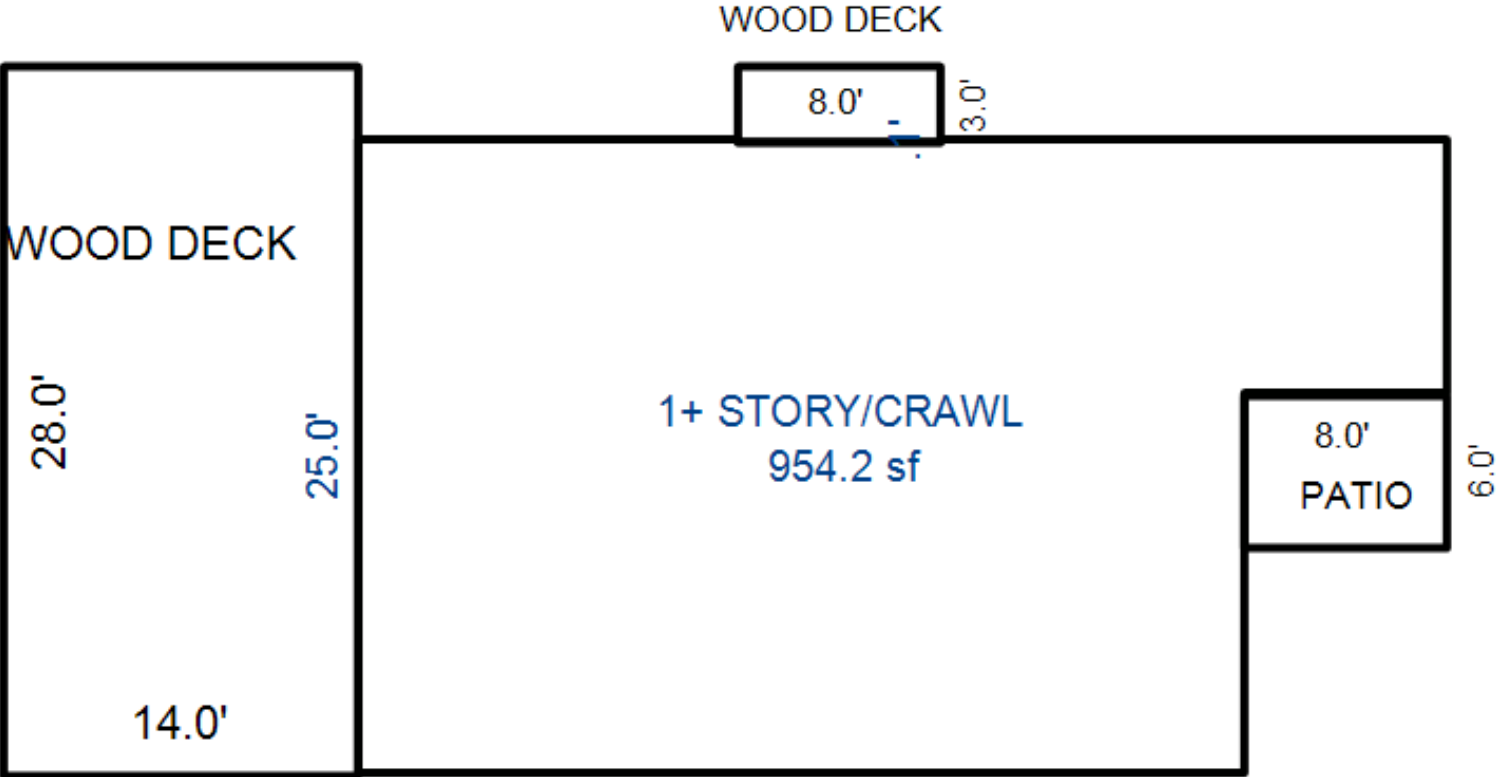 WOOD DECK
8.0'
3.0'
WOOD DECK
28.0'
25.0'
1+ STORY/CRAWL
954.2 sf
8.0'
PATIO
6.0'
14.0'